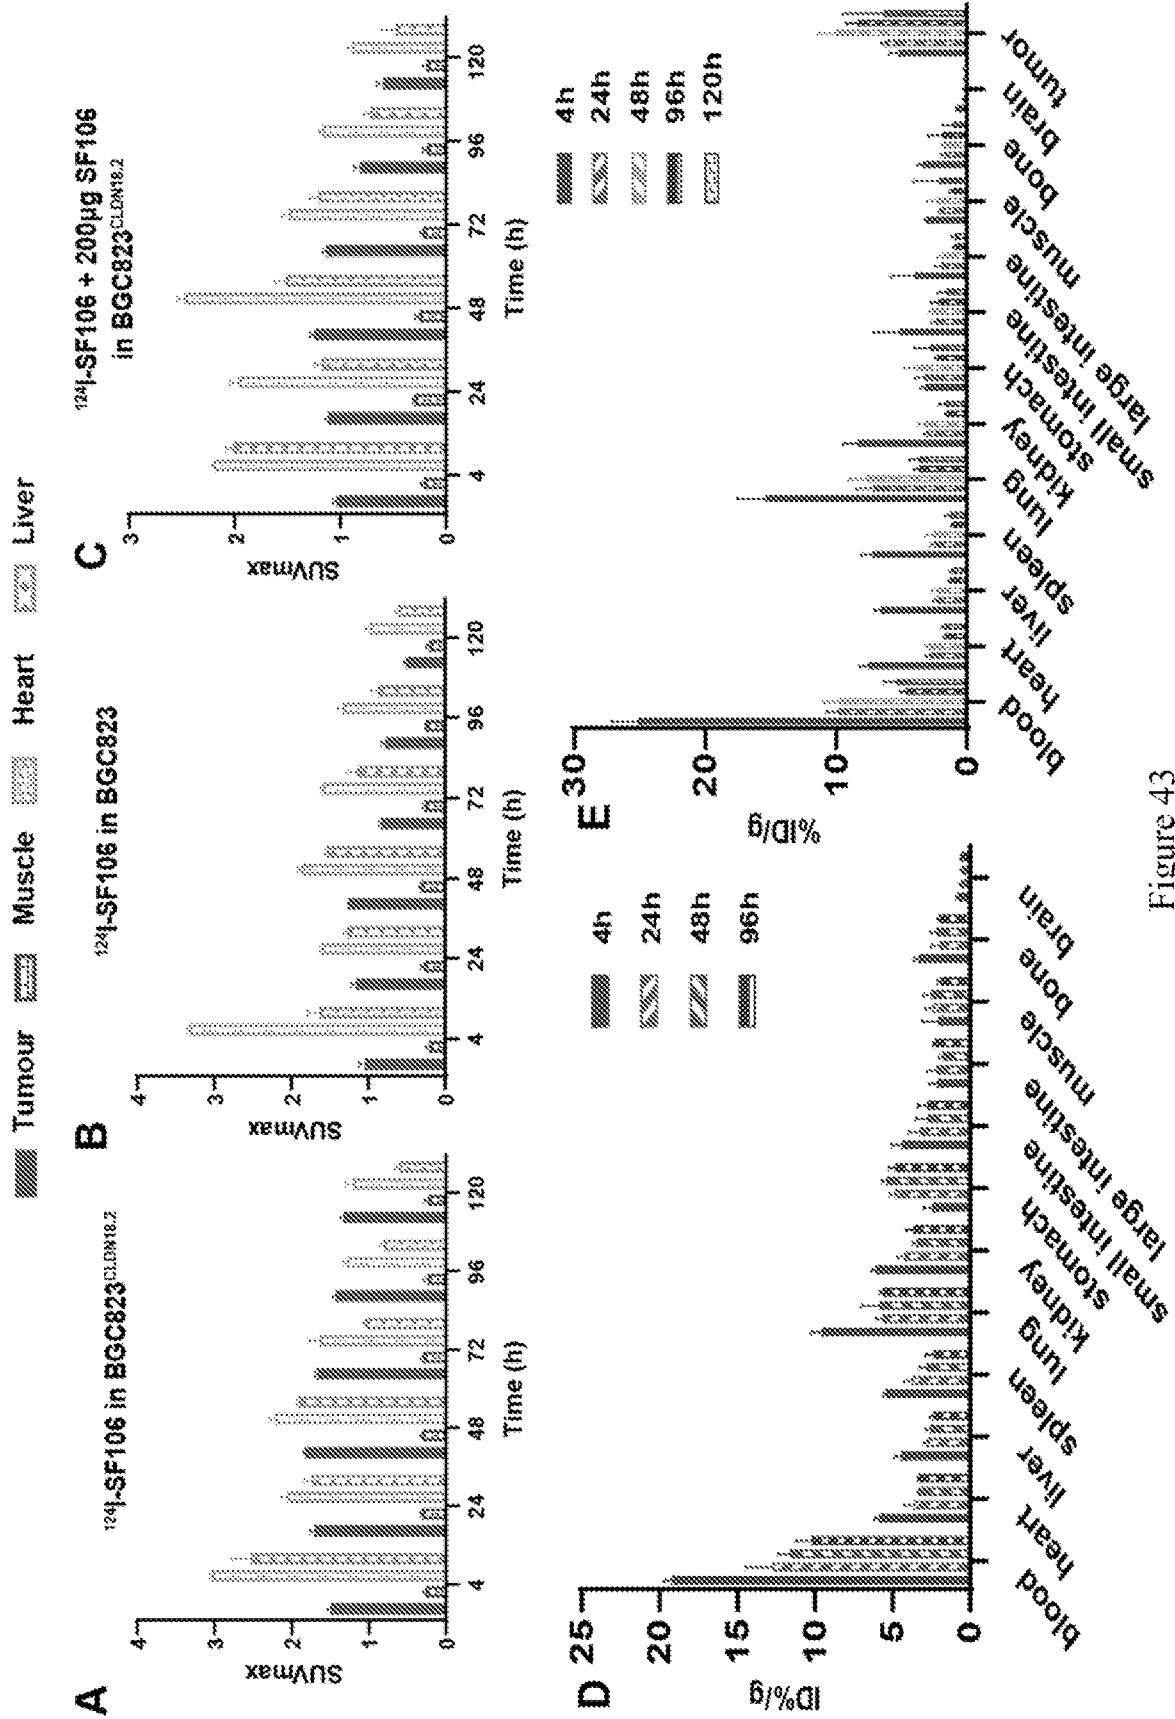 Tumour Muscle Heart Liver
A
¹²⁴I-SF106 in BGC823^CLDN18.2
SUVmax
4
3
2
1
0
4 24 48 72 96 120
Time (h)
B
¹²⁴I-SF106 in BGC823
SUVmax
4
3
2
1
0
4 24 48 72 96 120
Time (h)
C
¹²⁴I-SF106 + 200µg SF106
in BGC823^CLDN18.2
SUVmax
3
2
1
0
4 24 48 72 96 120
Time (h)
D
ID%/g
25
20
15
10
5
0
4h
24h
48h
96h
blood
heart
liver
spleen
lung
kidney
stomach
small intestine
large intestine
muscle
bone
brain
E
%ID/g
30
20
10
0
4h
24h
48h
96h
120h
blood
heart
liver
spleen
lung
kidney
stomach
small intestine
large intestine
muscle
bone
brain
tumor
Figure 43